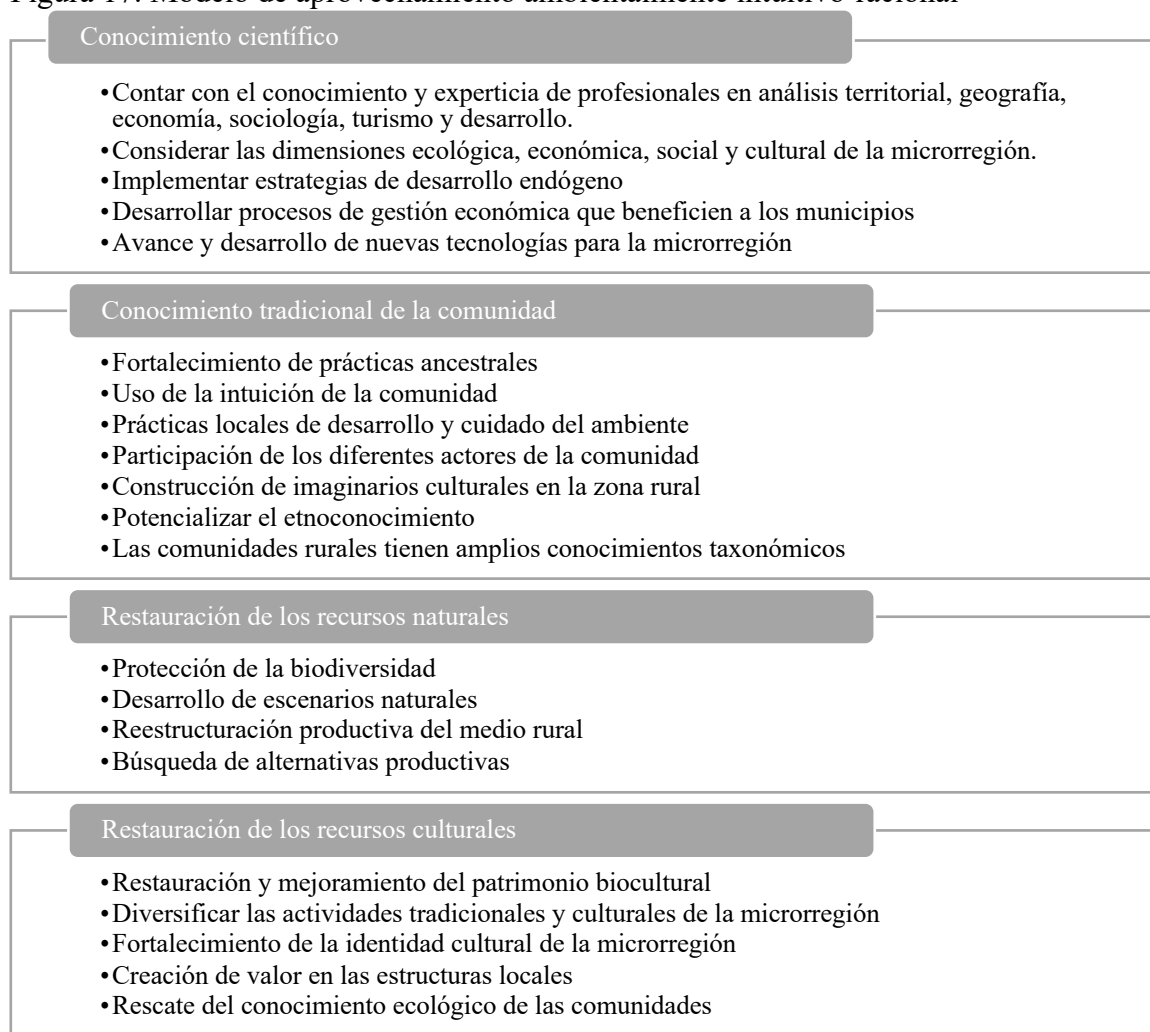 Figura 17. Modelo de aprovechamiento ambientalmente intuitivo-racional
Conocimiento científico
•Contar con el conocimiento y experticia de profesionales en análisis territorial, geografía,
economía, sociología, turismo y desarrollo.
•Considerar las dimensiones ecológica, económica, social y cultural de la microrregión.
•Implementar estrategias de desarrollo endógeno
•Desarrollar procesos de gestión económica que beneficien a los municipios
•Avance y desarrollo de nuevas tecnologías para la microrregión
Conocimiento tradicional de la comunidad
•Fortalecimiento de prácticas ancestrales
•Uso de la intuición de la comunidad
•Prácticas locales de desarrollo y cuidado del ambiente
•Participación de los diferentes actores de la comunidad
•Construcción de imaginarios culturales en la zona rural
•Potencializar el etnoconocimiento
•Las comunidades rurales tienen amplios conocimientos taxonómicos
Restauración de los recursos naturales
•Protección de la biodiversidad
•Desarrollo de escenarios naturales
•Reestructuración productiva del medio rural
•Búsqueda de alternativas productivas
Restauración de los recursos culturales
•Restauración y mejoramiento del patrimonio biocultural
•Diversificar las actividades tradicionales y culturales de la microrregión
•Fortalecimiento de la identidad cultural de la microrregión
•Creación de valor en las estructuras locales
•Rescate del conocimiento ecológico de las comunidades